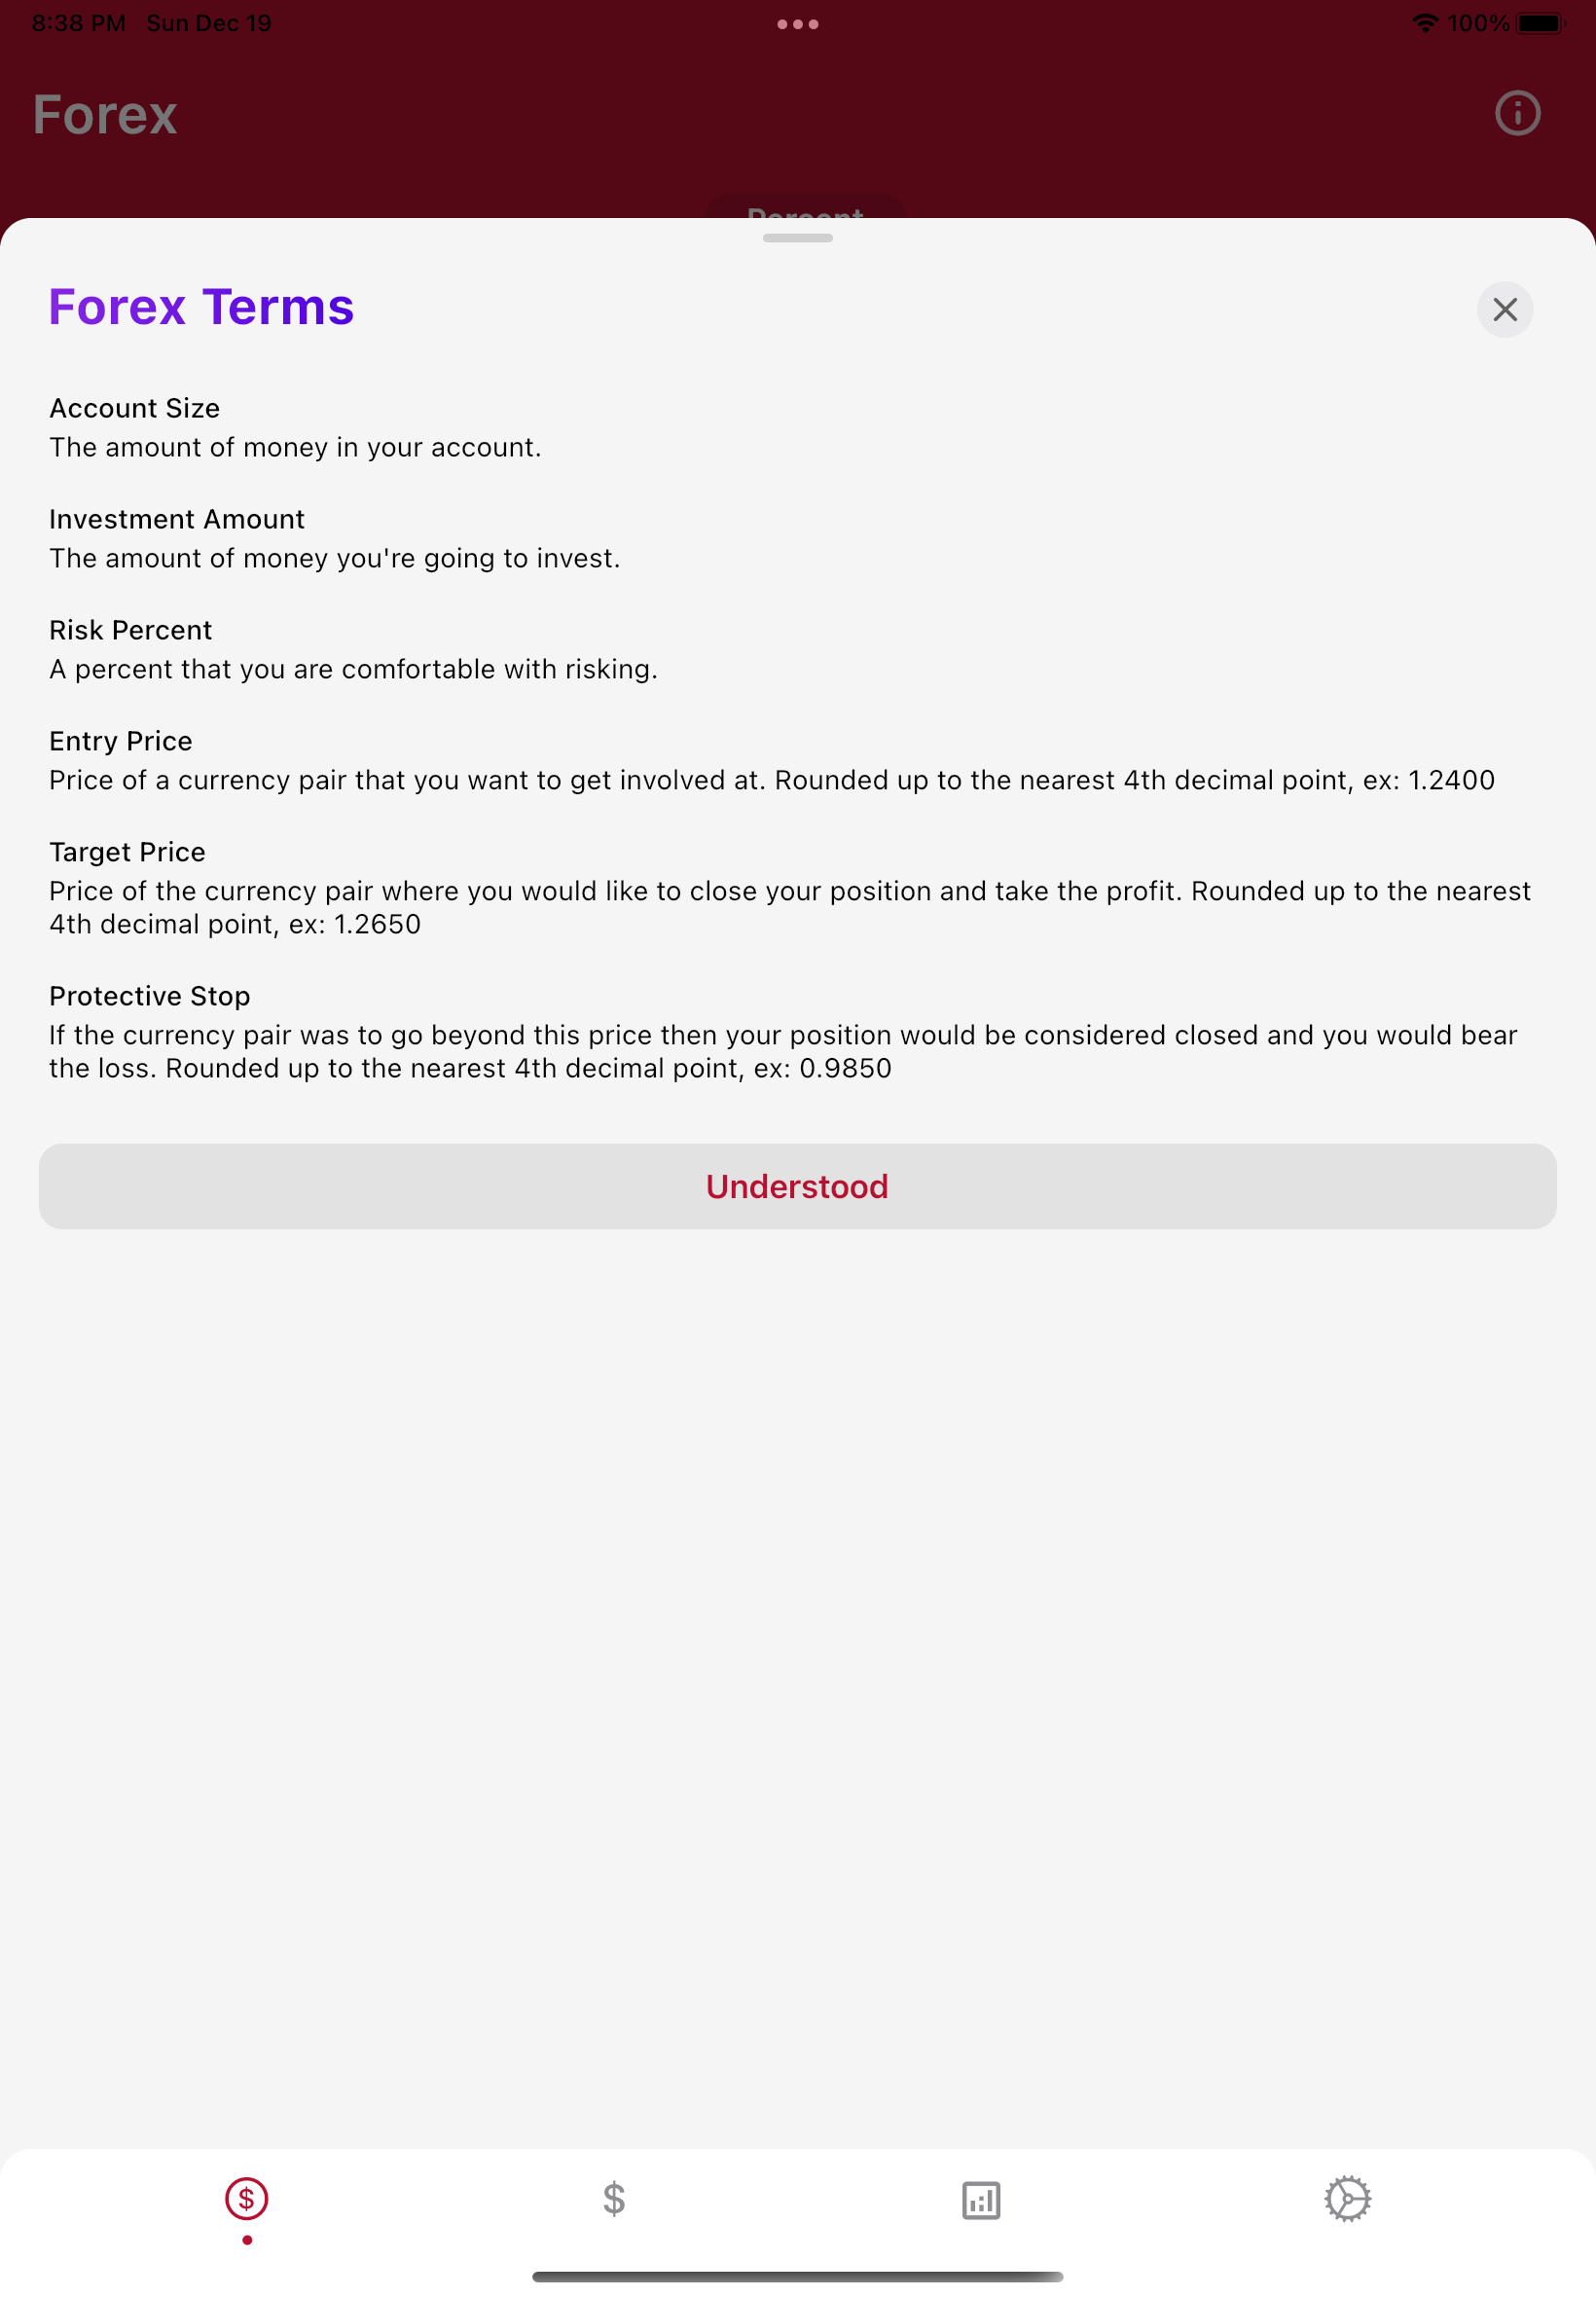 8:38 PM Sun Dec 19
100%
Forex
Percent
Forex Terms
Account Size
The amount of money in your account.
Investment Amount
The amount of money you're going to invest.
Risk Percent
A percent that you are comfortable with risking.
Entry Price
Price of a currency pair that you want to get involved at. Rounded up to the nearest 4th decimal point, ex: 1.2400
Target Price
Price of the currency pair where you would like to close your position and take the profit. Rounded up to the nearest
4th decimal point, ex: 1.2650
Protective Stop
If the currency pair was to go beyond this price then your position would be considered closed and you would bear
the loss. Rounded up to the nearest 4th decimal point, ex: 0.9850
Understood